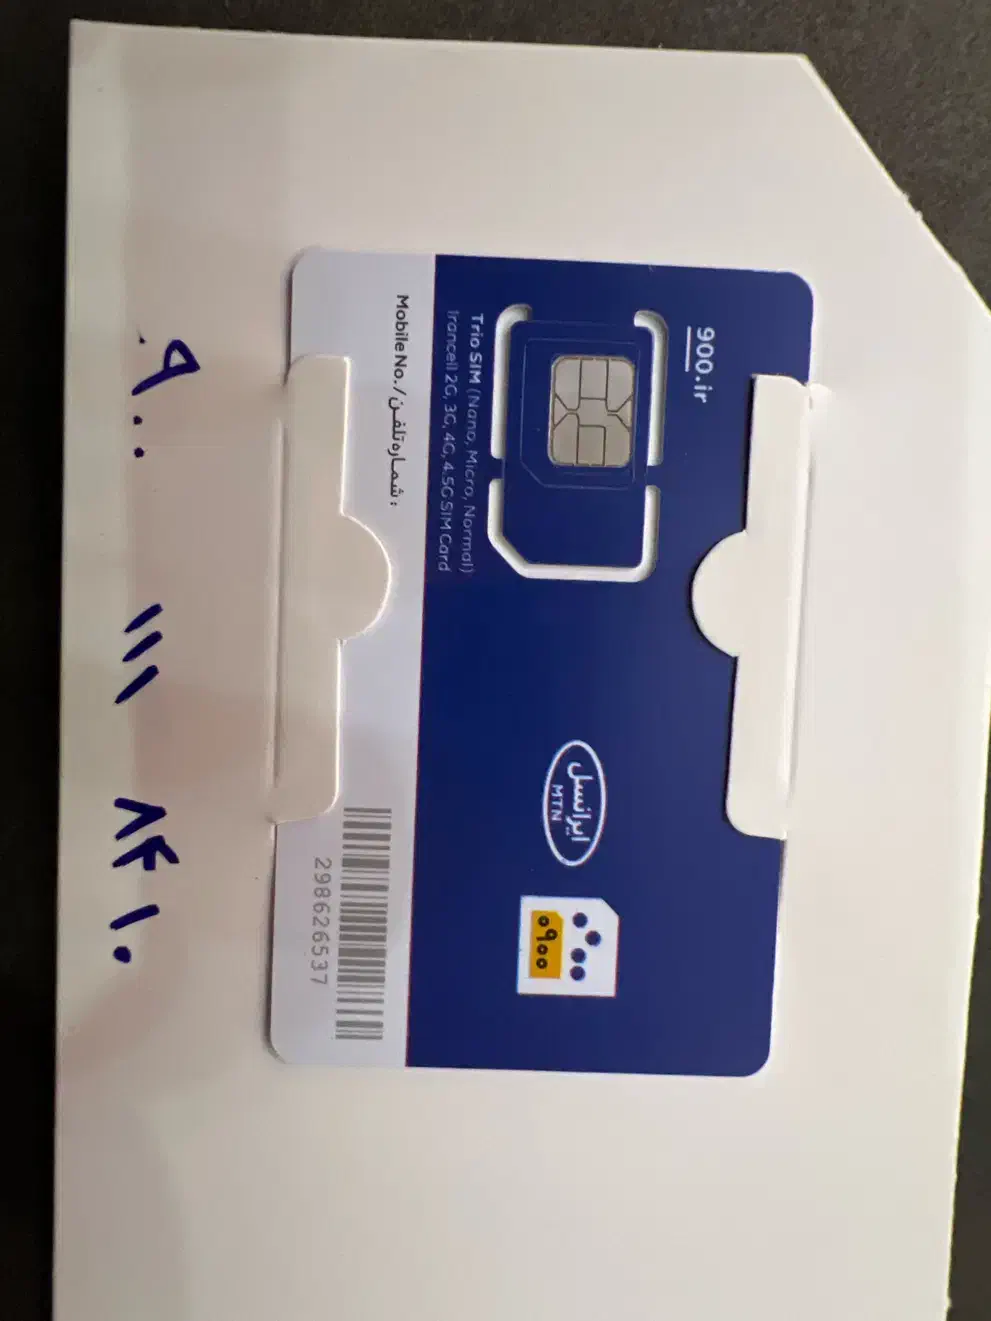 900.ir
Trio SIM (Nano, Micro, Normal)
Irancell 2G, 3G, 4G, 4.5G SIM Card
ایرانسل
MTN
۰۹۰۰
Mobile No./شماره تلفن:
298626537
۰۹۰۰ ۱۱۱ ۸۴۱۰